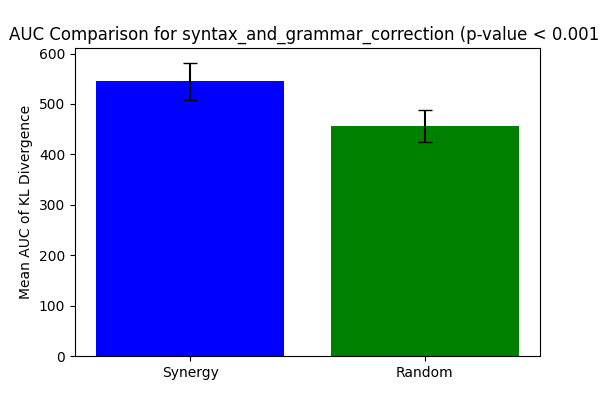 AUC Comparison for syntax_and_grammar_correction (p-value < 0.001
Mean AUC of KL Divergence
600
500
400
300
200
100
0
Synergy Random